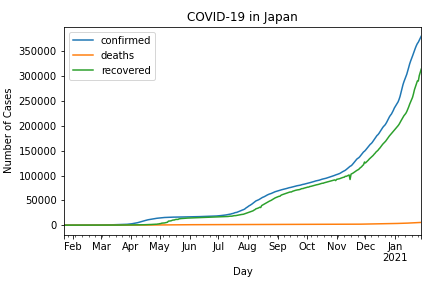 COVID-19 in Japan
confirmed
deaths
recovered
Number of Cases
350000
300000
250000
200000
150000
100000
50000
0
Feb Mar Apr May Jun Jul Aug Sep Oct Nov Dec Jan
2021
Day